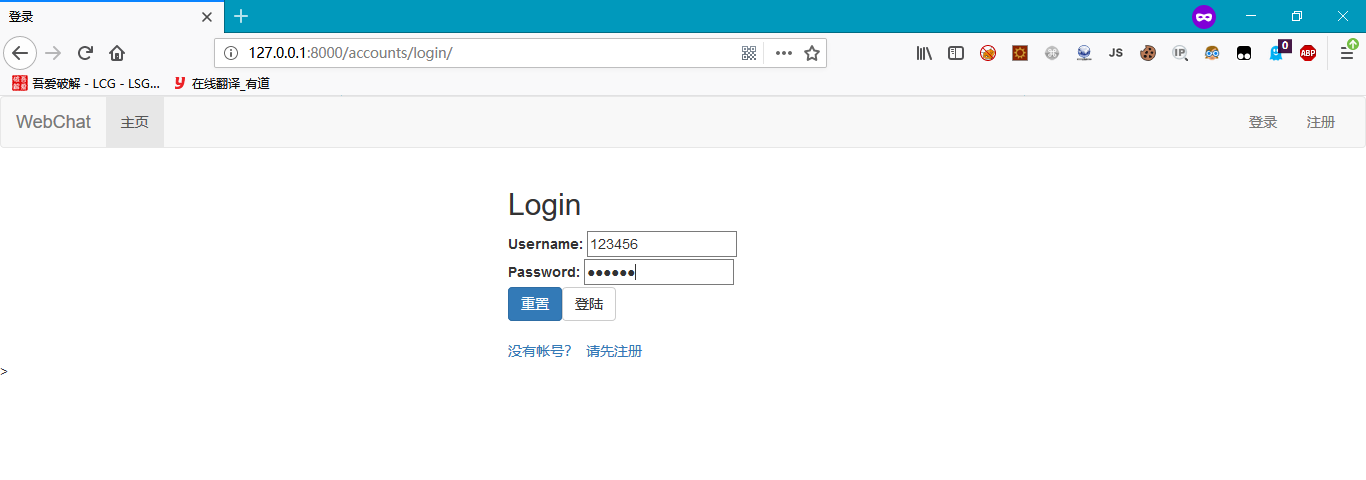 登录
127.0.0.1:8000/accounts/login/
JS
IP
0
ABP
吾爱破解 - LCG - LSG...
在线翻译_有道
WebChat 主页 登录 注册
Login
Username: 123456
Password: ••••••
重置 登陆
没有帐号? 请先注册
>